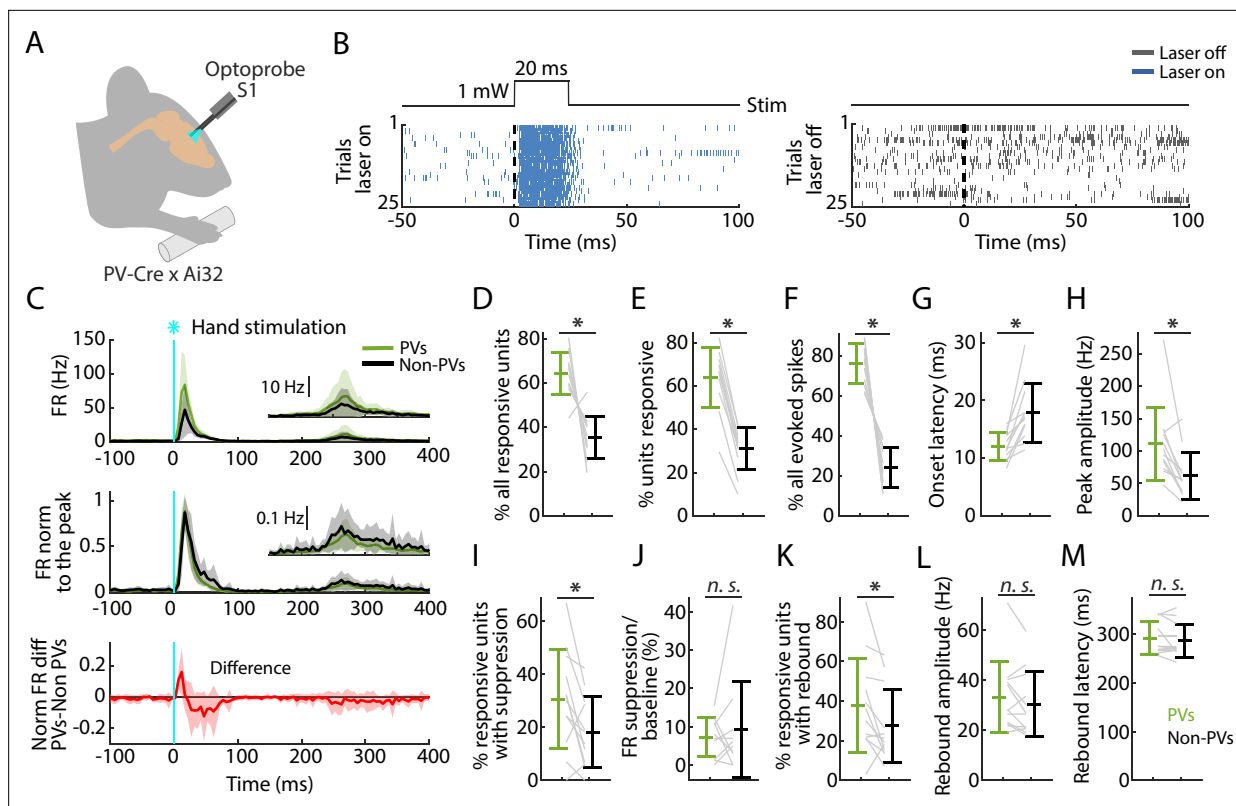 A
Optoprobe
S1
PV-Cre x Ai32
B
20 ms
1 mW
Stim
Laser off
Laser on
Trials
laser on
1
25
-50
0
50
100
Time (ms)
Trials
laser off
1
25
-50
0
50
100
Time (ms)
C
Hand stimulation
PVs
Non-PVs
10 Hz
FR (Hz)
150
100
50
0
-100
0
100
200
300
400
FR norm
to the peak
0.1 Hz
1
0.5
0
-100
0
100
200
300
400
Norm FR diff
PVs-Non PVs
Difference
0.2
0
-0.2
-100
0
100
200
300
400
Time (ms)
D
*
% all responsive units
80
60
40
20
0
E
*
% units responsive
80
60
40
20
0
F
*
% all evoked spikes
80
60
40
20
0
G
*
Onset latency (ms)
30
20
10
0
H
*
Peak amplitude (Hz)
250
200
150
100
50
0
I
*
% responsive units
with suppression
60
40
20
0
J
n. s.
FR suppression/
baseline (%)
40
30
20
10
0
K
*
% responsive units
with rebound
80
60
40
20
0
L
n. s.
Rebound amplitude (Hz)
60
40
20
0
M
n. s.
Rebound latency (ms)
300
200
100
0
PVs
Non-PVs